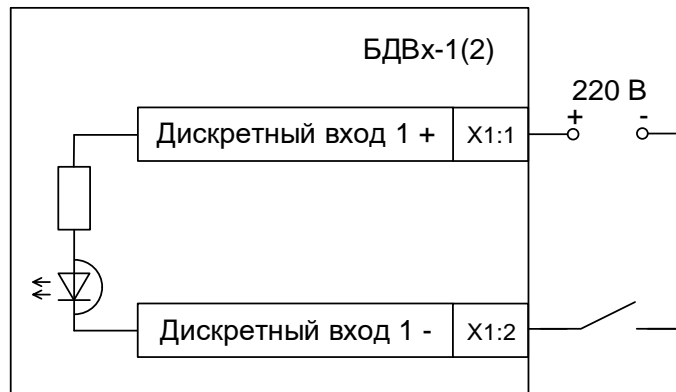 БДВх-1(2)
220 В
+ -
Дискретный вход 1 + X1:1
Дискретный вход 1 - X1:2